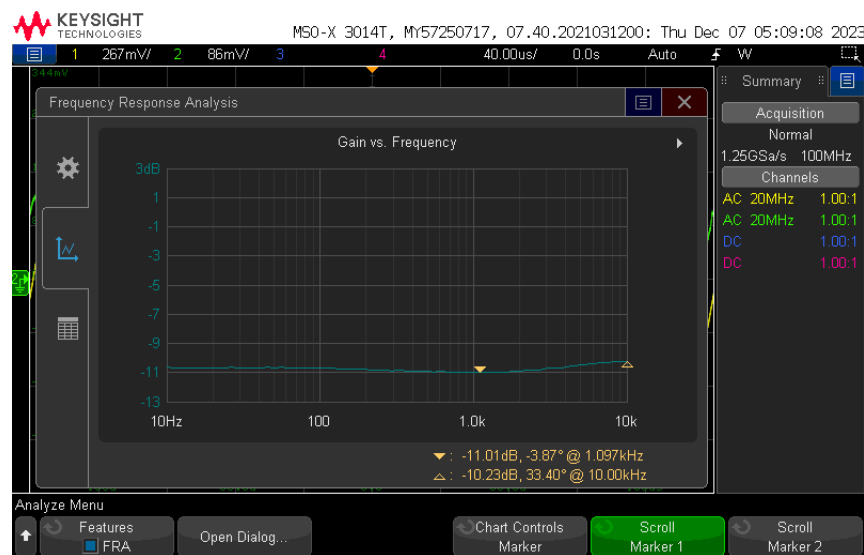 KEYSIGHT
TECHNOLOGIES
MSO-X 3014T, MY57250717, 07.40.2021031200: Thu Dec 07 05:09:08 2023
1 267mV/ 2 86mV/ 3 4 40.00us/ 0.0s Auto W
344mV
Summary
Frequency Response Analysis
Acquisition
Normal
1.25GSa/s 100MHz
Channels
AC 20MHz 1.00:1
AC 20MHz 1.00:1
DC 1.00:1
DC 1.00:1
Gain vs. Frequency
3dB
1
-1
-3
-5
-7
-9
-11
-13
10Hz 100 1.0k 10k
2
: -11.01dB, -3.87° @ 1.097kHz
: -10.23dB, 33.40° @ 10.00kHz
Analyze Menu
Features
FRA
Open Dialog...
Chart Controls
Marker
Scroll
Marker 1
Scroll
Marker 2